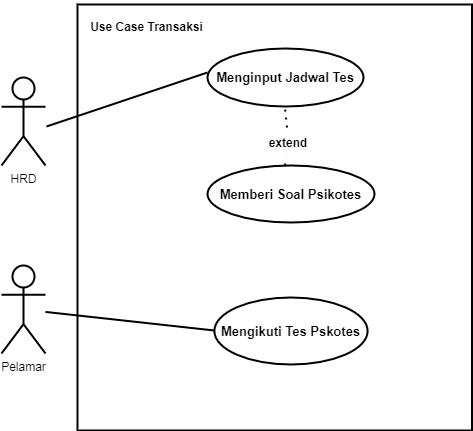 Use Case Transaksi
Menginput Jadwal Tes
extend
HRD
Memberi Soal Psikotes
Mengikuti Tes Pskotes
Pelamar